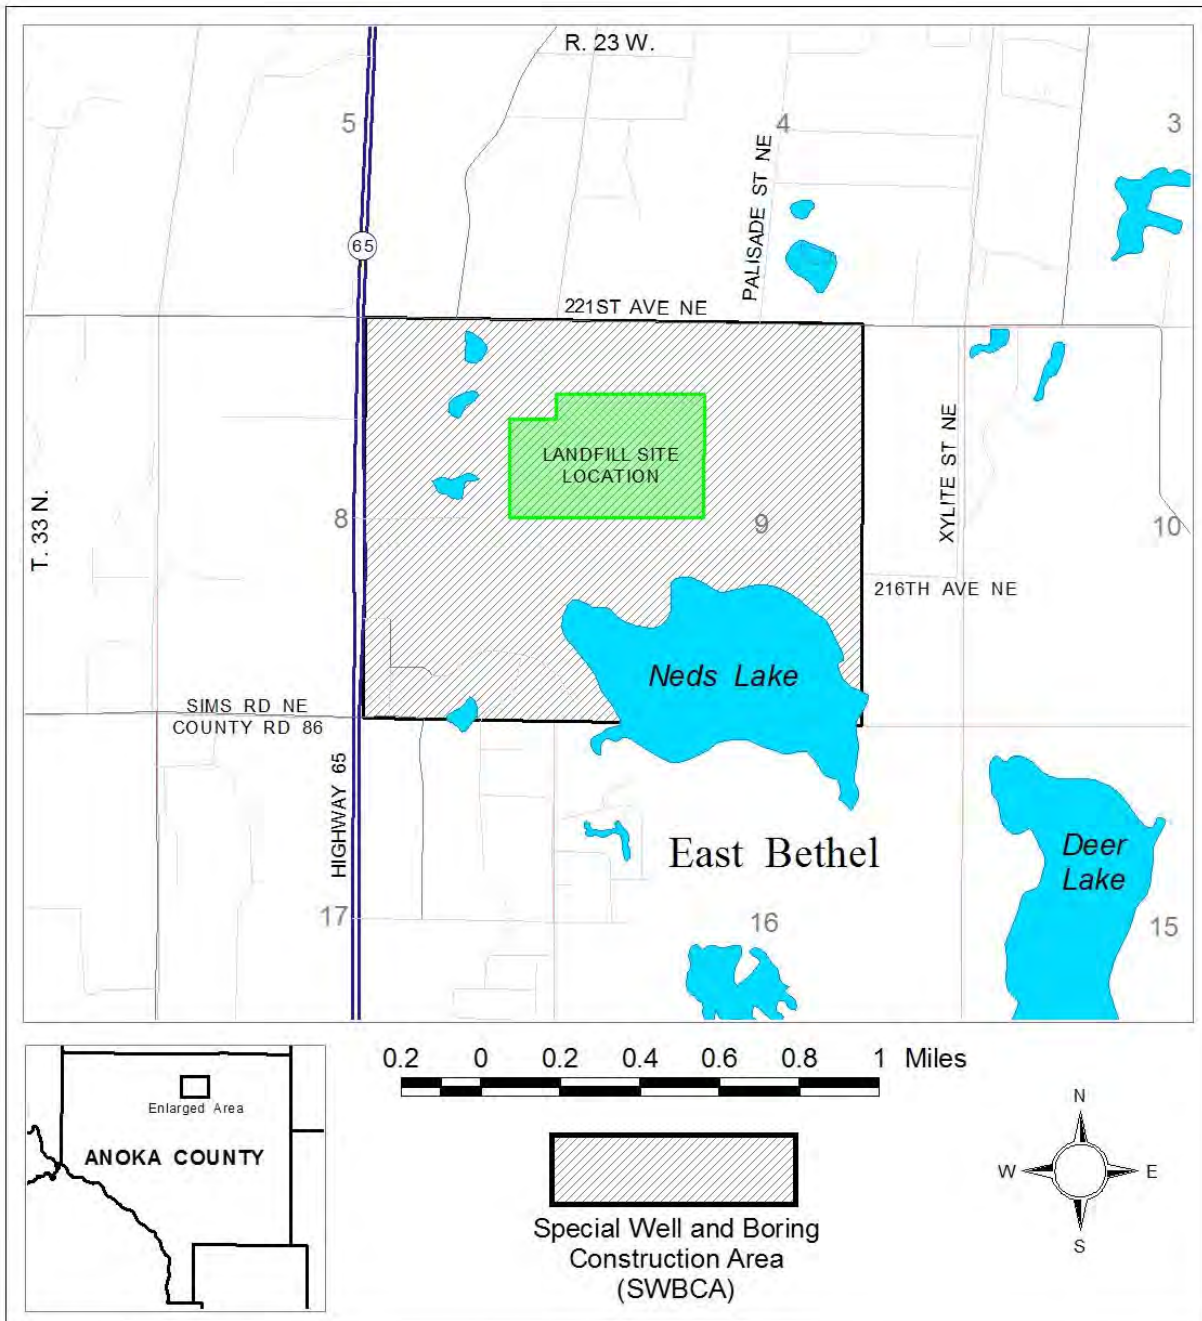 R. 23 W.
5
4
3
PALISADE ST NE
65
221ST AVE NE
LANDFILL SITE
LOCATION
XYLITE ST NE
T. 33 N.
8
9
10
216TH AVE NE
Neds Lake
SIMS RD NE
COUNTY RD 86
HIGHWAY 65
East Bethel
Deer
Lake
17
16
15
Enlarged Area
ANOKA COUNTY
0.2 0 0.2 0.4 0.6 0.8 1 Miles
Special Well and Boring
Construction Area
(SWBCA)
N
W E
S